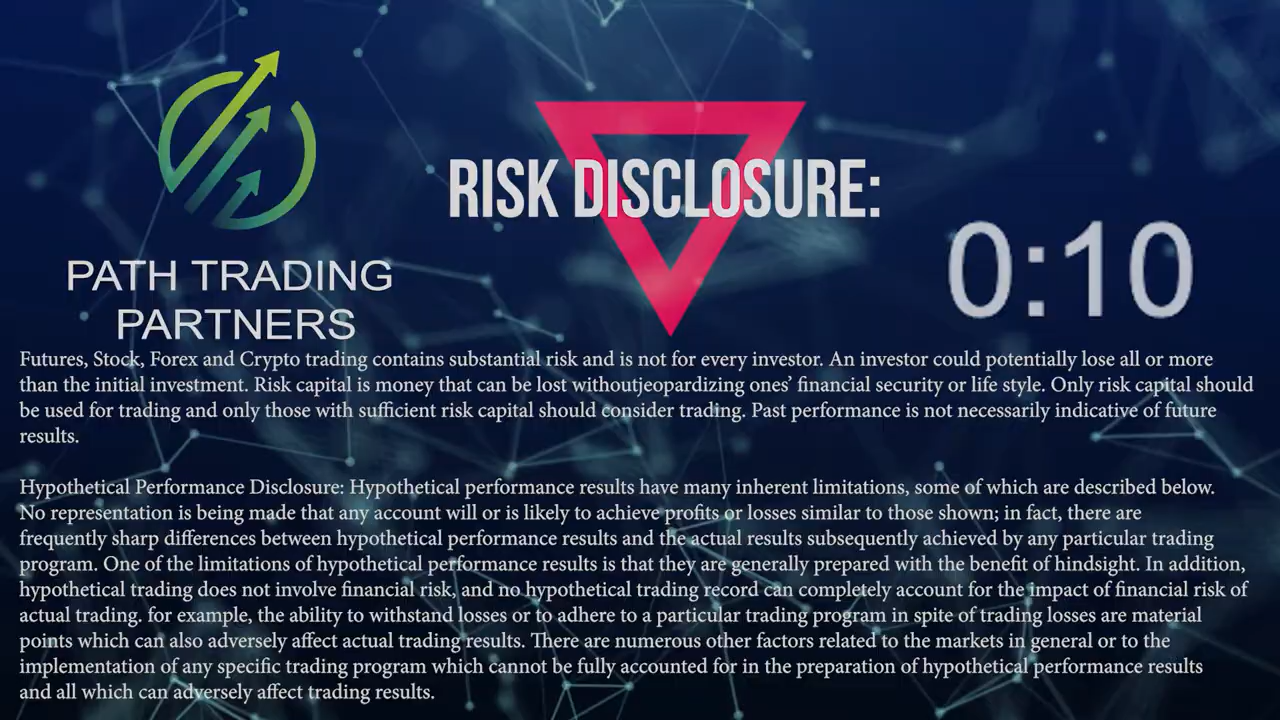 PATH TRADING
PARTNERS
RISK DISCLOSURE:
0:10
Futures, Stock, Forex and Crypto trading contains substantial risk and is not for every investor. An investor could potentially lose all or more
than the initial investment. Risk capital is money that can be lost withoutjeopardizing ones’ financial security or life style. Only risk capital should
be used for trading and only those with sufficient risk capital should consider trading. Past performance is not necessarily indicative of future
results.
Hypothetical Performance Disclosure: Hypothetical performance results have many inherent limitations, some of which are described below.
No representation is being made that any account will or is likely to achieve profits or losses similar to those shown; in fact, there are
frequently sharp differences between hypothetical performance results and the actual results subsequently achieved by any particular trading
program. One of the limitations of hypothetical performance results is that they are generally prepared with the benefit of hindsight. In addition,
hypothetical trading does not involve financial risk, and no hypothetical trading record can completely account for the impact of financial risk of
actual trading. for example, the ability to withstand losses or to adhere to a particular trading program in spite of trading losses are material
points which can also adversely affect actual trading results. There are numerous other factors related to the markets in general or to the
implementation of any specific trading program which cannot be fully accounted for in the preparation of hypothetical performance results
and all which can adversely affect trading results.